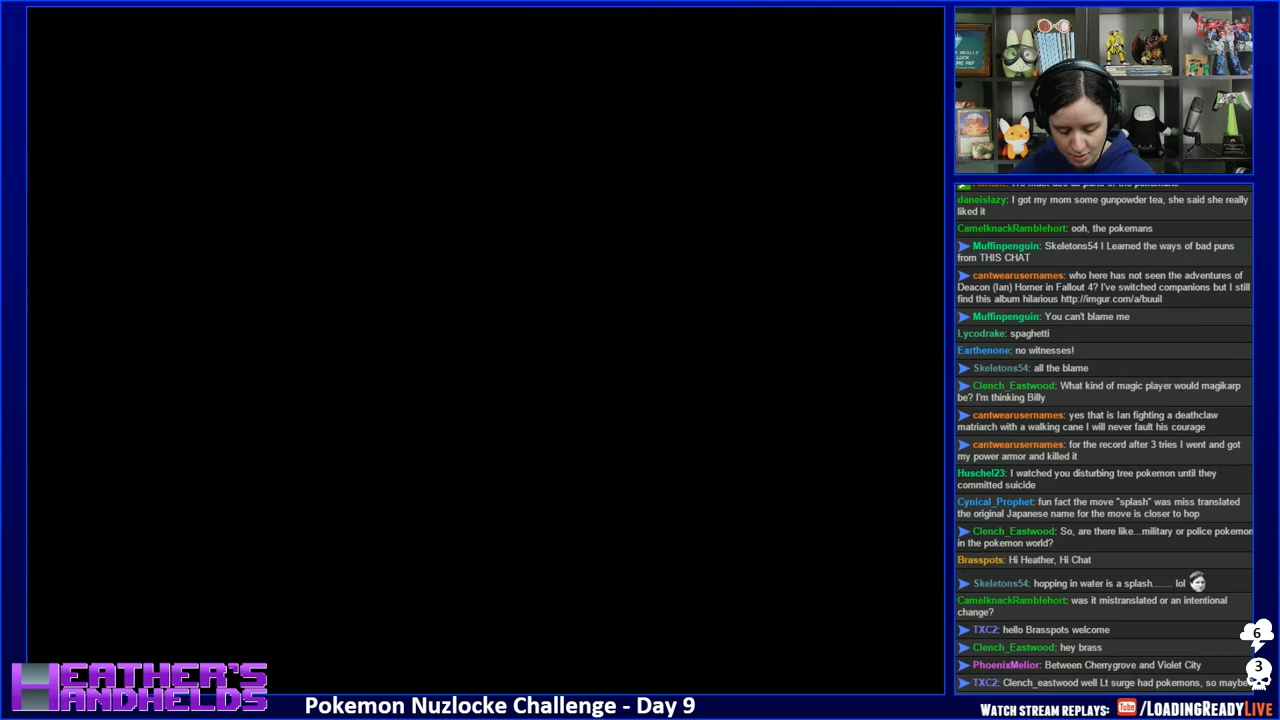 daneislazy: I got my mom some gunpowder tea, she said she really
liked it
CamelknackRamblehort: ooh, the pokemans
Muffinpenguin: Skeletons54 I Learned the ways of bad puns
from THIS CHAT
cantwearusernames: who here has not seen the adventures of
Deacon (Ian) Horner in Fallout 4? I've switched companions but I still
find this album hilarious http://imgur.com/a/buuil
Muffinpenguin: You can't blame me
Lycodrake: spaghetti
Earthenone: no witnesses!
Skeletons54: all the blame
Clench_Eastwood: What kind of magic player would magikarp
be? I'm thinking Billy
cantwearusernames: yes that is Ian fighting a deathclaw
matriarch with a walking cane I will never fault his courage
cantwearusernames: for the record after 3 tries I went and got
my power armor and killed it
Huschel23: I watched you disturbing tree pokemon until they
committed suicide
Cynical_Prophet: fun fact the move "splash" was miss translated
the original Japanese name for the move is closer to hop
Clench_Eastwood: So, are there like...military or police pokemon
in the pokemon world?
Brasspots: Hi Heather, Hi Chat
Skeletons54: hopping in water is a splash....... lol
CamelknackRamblehort: was it mistranslated or an intentional
change?
TXC2: hello Brasspots welcome
Clench_Eastwood: hey brass
PhoenixMelior: Between Cherrygrove and Violet City
TXC2: Clench_eastwood well Lt surge had pokemons, so maybe
6
3
HEATHER'S
HANDHELDS
Pokemon Nuzlocke Challenge - Day 9
WATCH STREAM REPLAYS: You Tube /LOADINGREADYLIVE